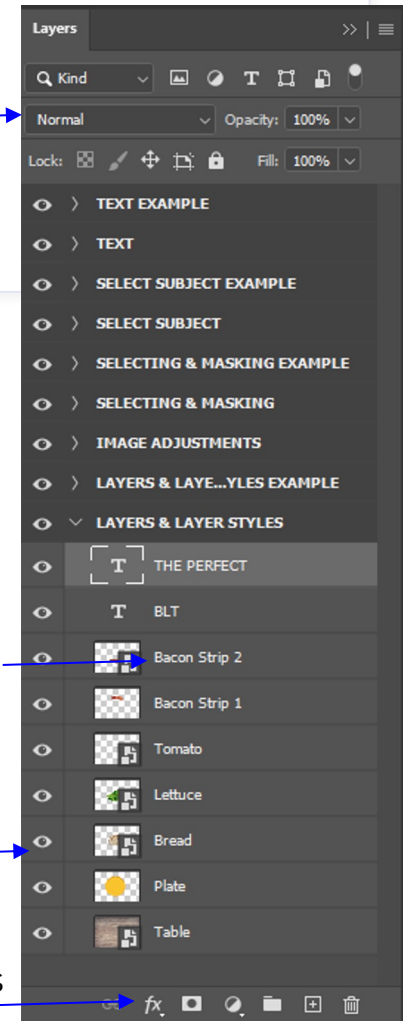 Layers
Kind
Normal Opacity: 100%
Lock: Fill: 100%
TEXT EXAMPLE
TEXT
SELECT SUBJECT EXAMPLE
SELECT SUBJECT
SELECTING & MASKING EXAMPLE
SELECTING & MASKING
IMAGE ADJUSTMENTS
LAYERS & LAYE...YLES EXAMPLE
LAYERS & LAYER STYLES
T THE PERFECT
T BLT
Bacon Strip 2
Bacon Strip 1
Tomato
Lettuce
Bread
Plate
Table
s
fx